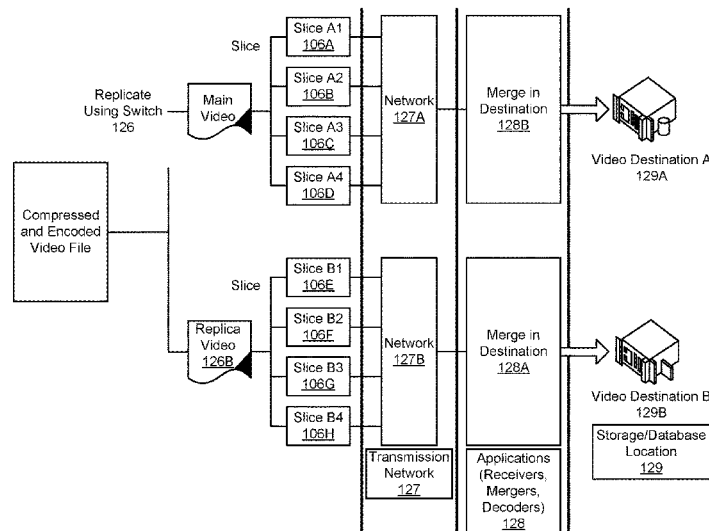 Replicate
Using Switch
126
Main
Video
Slice
Slice A1
106A
Slice A2
106B
Slice A3
106C
Slice A4
106D
Network
127A
Merge in
Destination
128B
Video Destination A
129A
Compressed
and Encoded
Video File
Replica
Video
126B
Slice
Slice B1
106E
Slice B2
106F
Slice B3
106G
Slice B4
106H
Network
127B
Merge in
Destination
128A
Video Destination B
129B
Transmission
Network
127
Applications
(Receivers,
Mergers,
Decoders)
128
Storage/Database
Location
129